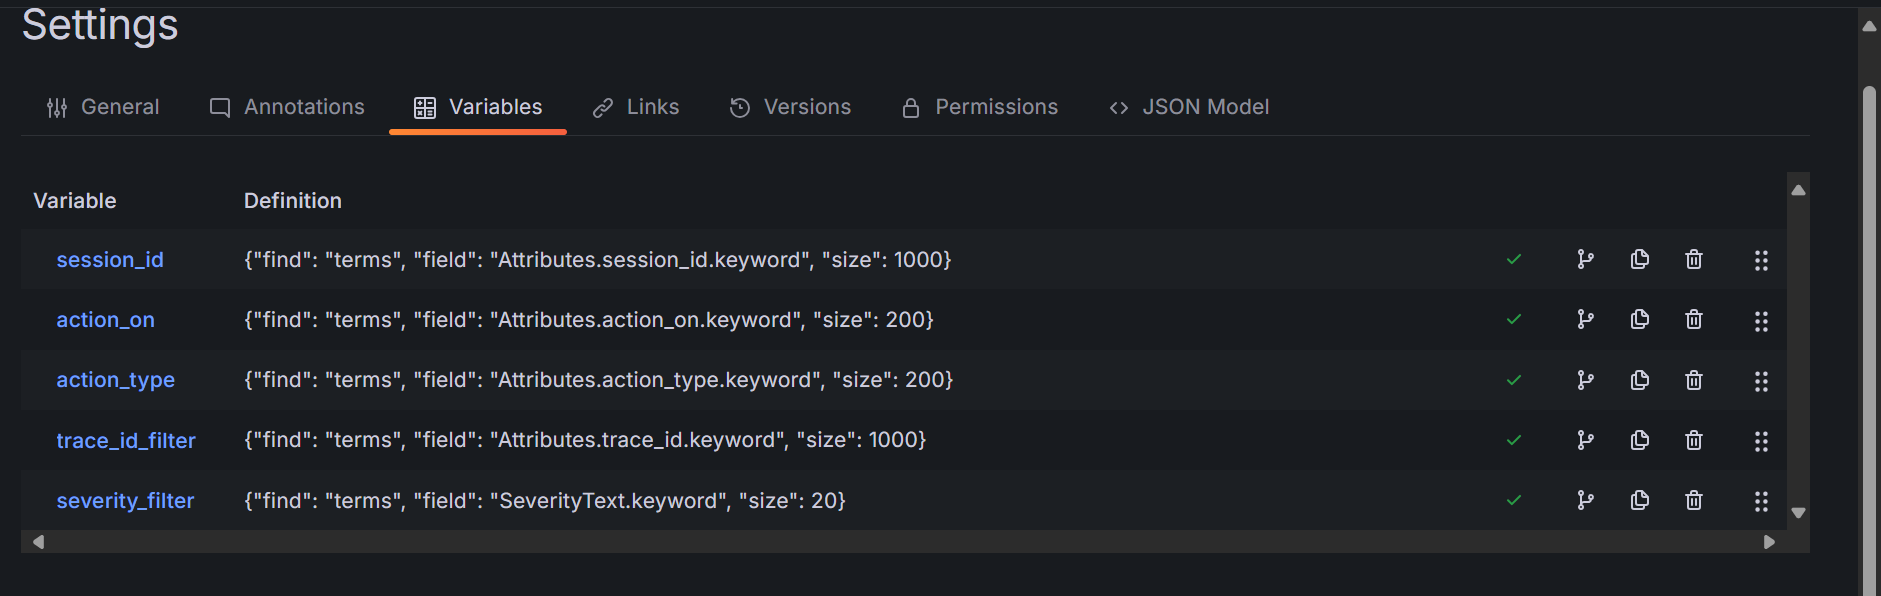 Settings
General Annotations Variables Links Versions Permissions JSON Model
Variable Definition
session_id {"find": "terms", "field": "Attributes.session_id.keyword", "size": 1000}
action_on {"find": "terms", "field": "Attributes.action_on.keyword", "size": 200}
action_type {"find": "terms", "field": "Attributes.action_type.keyword", "size": 200}
trace_id_filter {"find": "terms", "field": "Attributes.trace_id.keyword", "size": 1000}
severity_filter {"find": "terms", "field": "SeverityText.keyword", "size": 20}